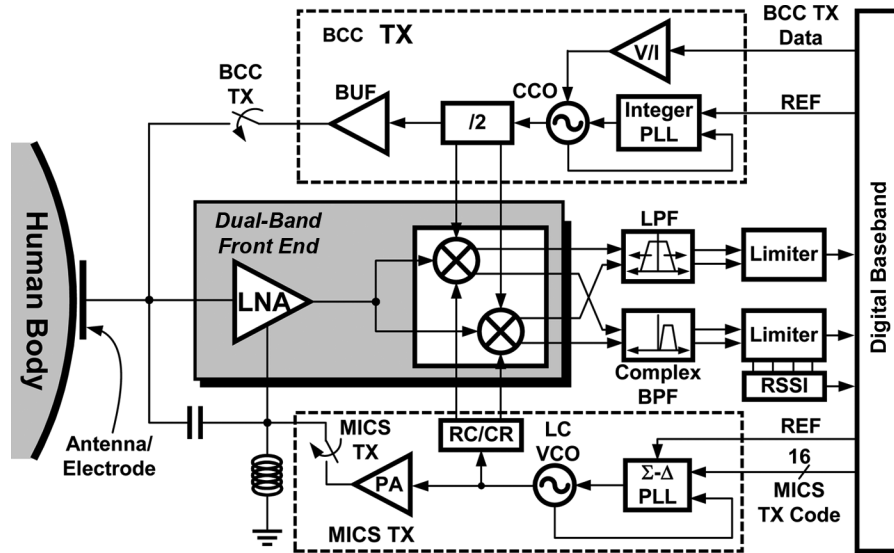 BCC TX
BCC TX
Data
V/I
BCC
TX
BUF
CCO
/2
Integer
PLL
REF
Human Body
Dual-Band
Front End
LNA
LPF
Limiter
Digital Baseband
Complex
BPF
Limiter
RSSI
Antenna/
Electrode
MICS
TX
RC/CR
LC
VCO
REF
PA
Σ-Δ
PLL
16
MICS
TX Code
MICS TX